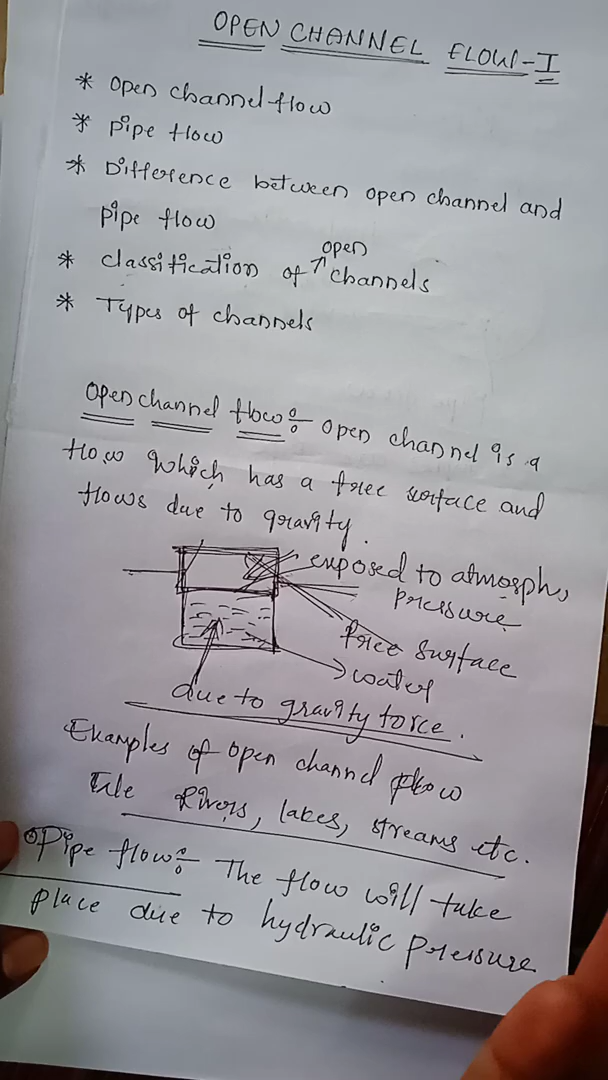 OPEN CHANNEL FLOW-I
* Open channel flow
* Pipe flow
* Difference between open channel and
pipe flow
open
* Classification of ↑ channels
* Types of channels
Open channel flow:- Open channel is a
flow which has a free surface and
flows due to gravity.
exposed to atmosphe
pressure
free surface
→ water
due to gravity force.
Examples of open channel flow
are Rivers, lakes, streams etc.
Pipe flow:- The flow will take
place due to hydraulic pressure